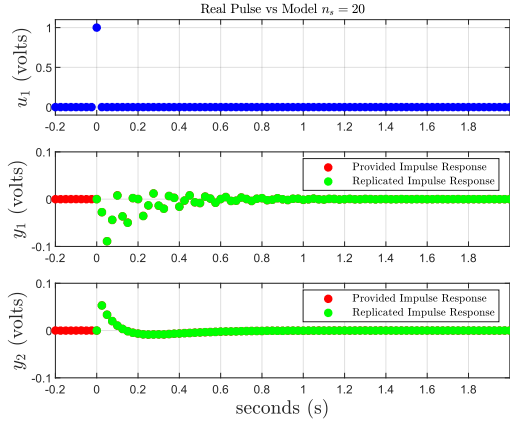 Real Pulse vs Model n_s = 20
u_1 (volts)
1
0.5
0
-0.2 0 0.2 0.4 0.6 0.8 1 1.2 1.4 1.6 1.8
y_1 (volts)
0.1
0
-0.1
Provided Impulse Response
Replicated Impulse Response
-0.2 0 0.2 0.4 0.6 0.8 1 1.2 1.4 1.6 1.8
y_2 (volts)
0.1
0
-0.1
Provided Impulse Response
Replicated Impulse Response
-0.2 0 0.2 0.4 0.6 0.8 1 1.2 1.4 1.6 1.8
seconds (s)